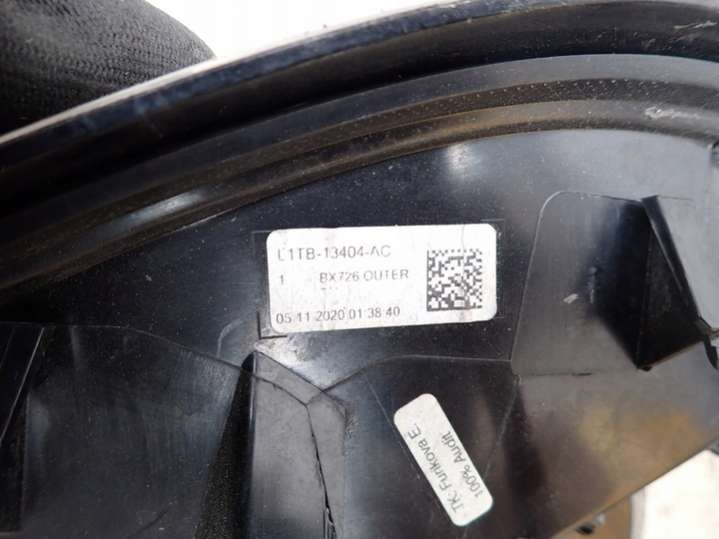 L1TB-13404-AC
1 BX726 OUTER
05.11.2020 01:38:40
TK: Funkova E.
100% Audit